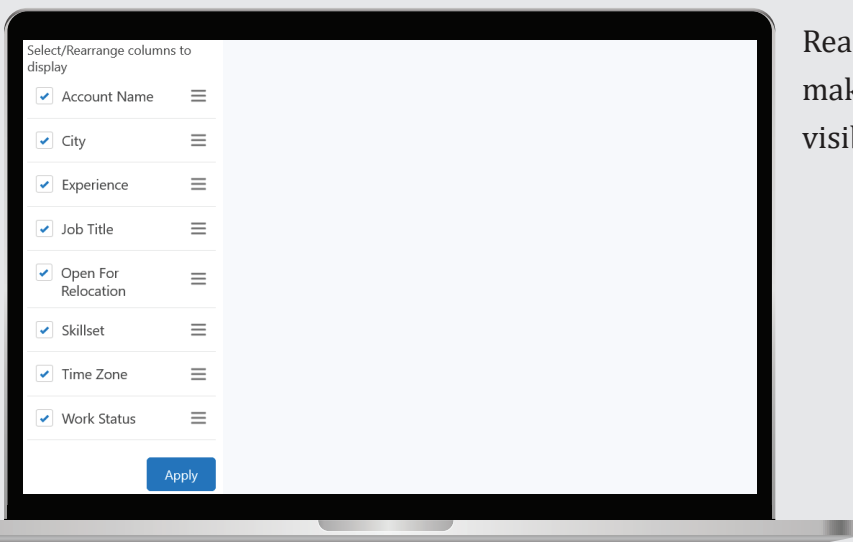 Select/Rearrange columns to
display
Account Name
City
Experience
Job Title
Open For
Relocation
Skillset
Time Zone
Work Status
Apply